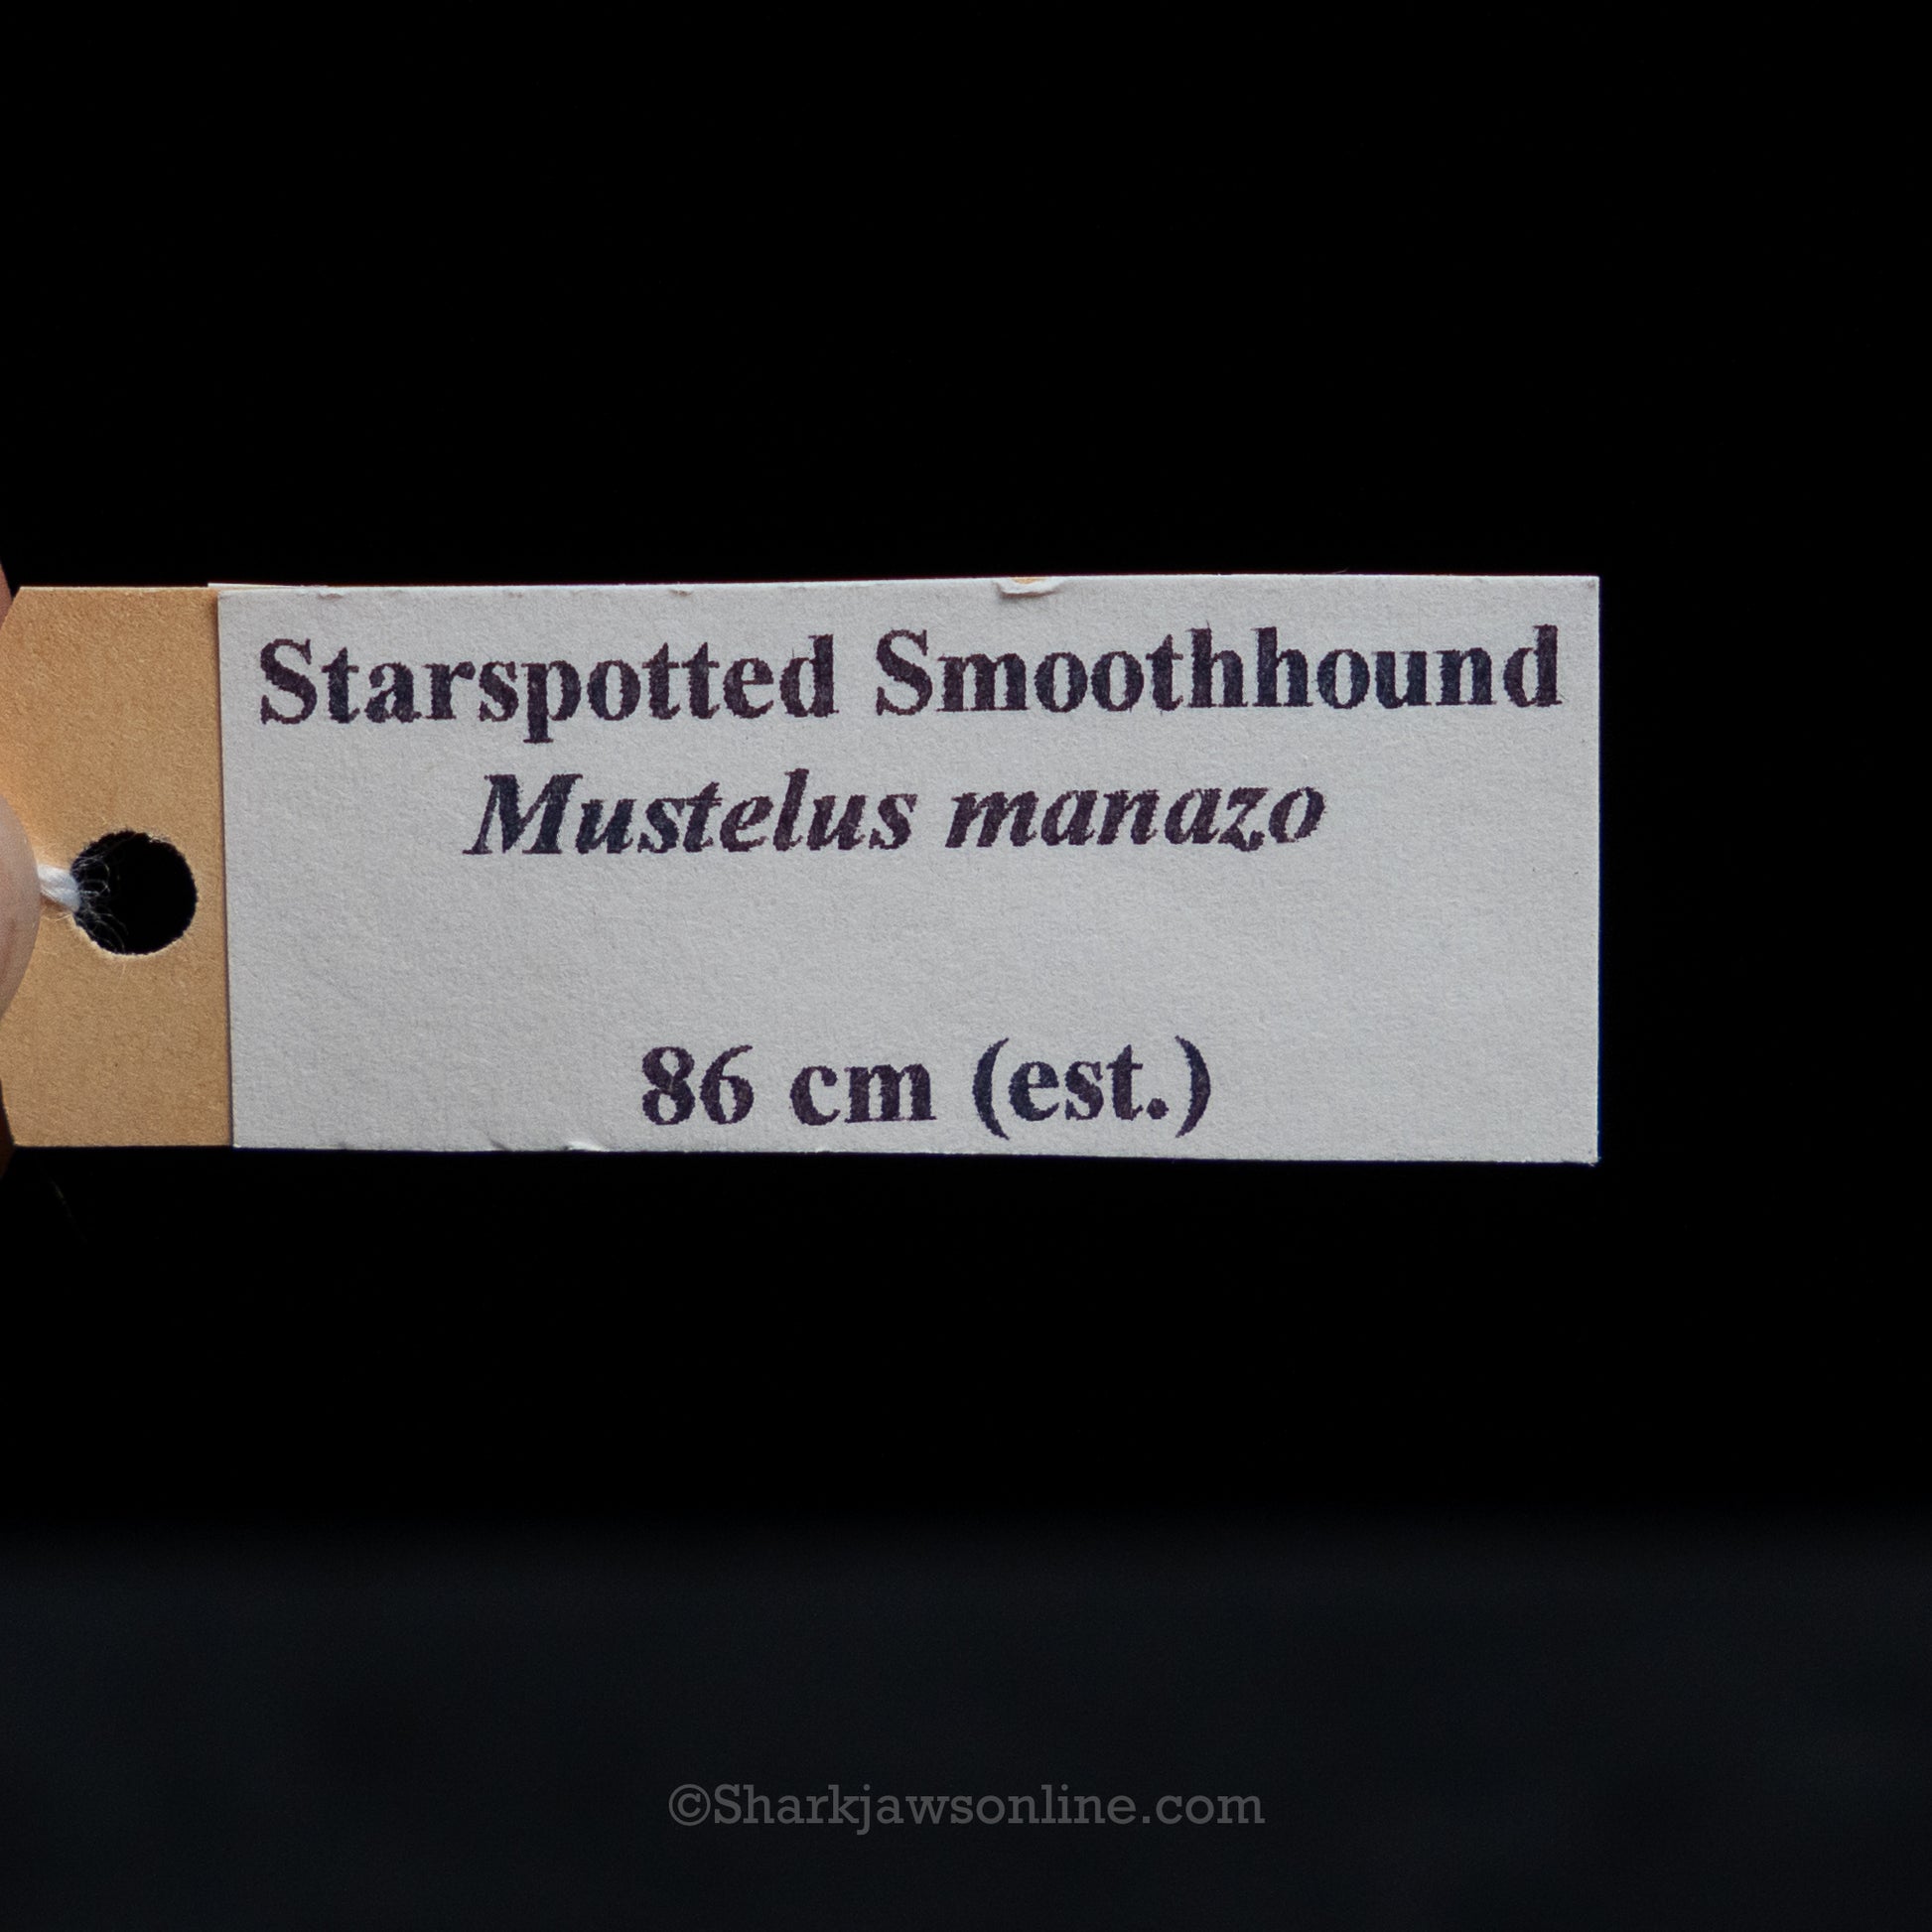 Starspotted Smoothhound
Mustelus manazo
86 cm (est.)
©Sharkjawsonline.com